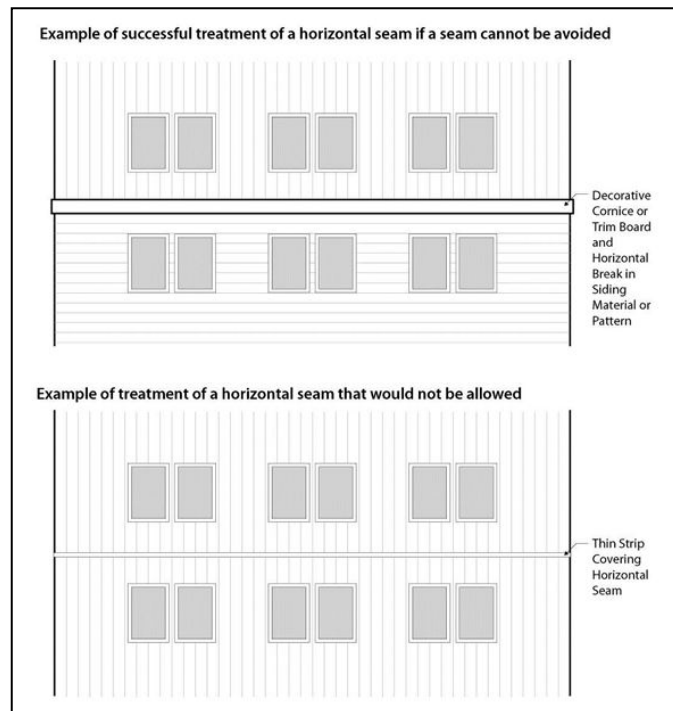 Example of successful treatment of a horizontal seam if a seam cannot be avoided
Decorative
Cornice or
Trim Board
and
Horizontal
Break in
Siding
Material or
Pattern
Example of treatment of a horizontal seam that would not be allowed
Thin Strip
Covering
Horizontal
Seam